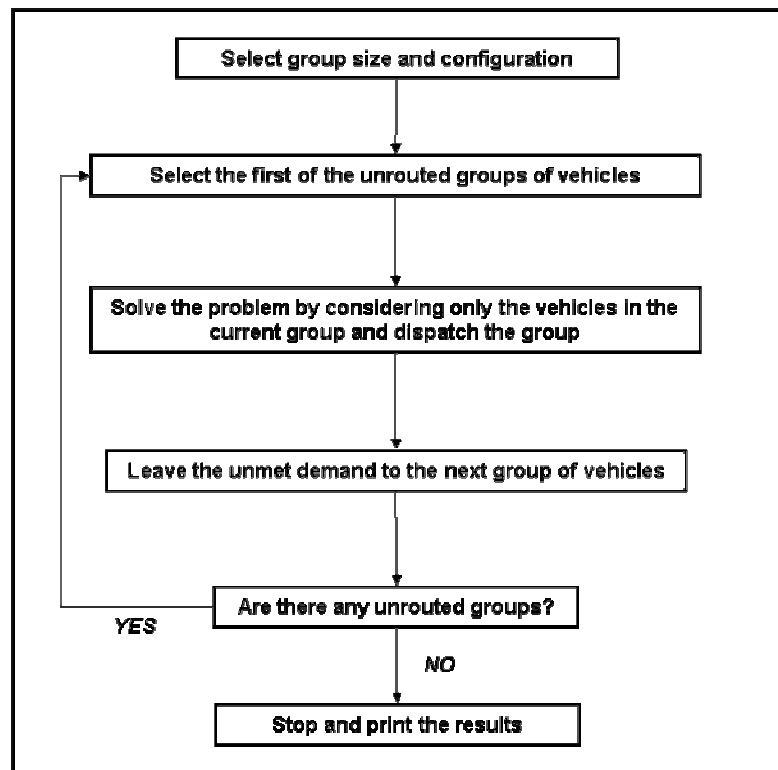 Select group size and configuration
Select the first of the unrouted groups of vehicles
Solve the problem by considering only the vehicles in the
current group and dispatch the group
Leave the unmet demand to the next group of vehicles
Are there any unrouted groups?
YES
NO
Stop and print the results